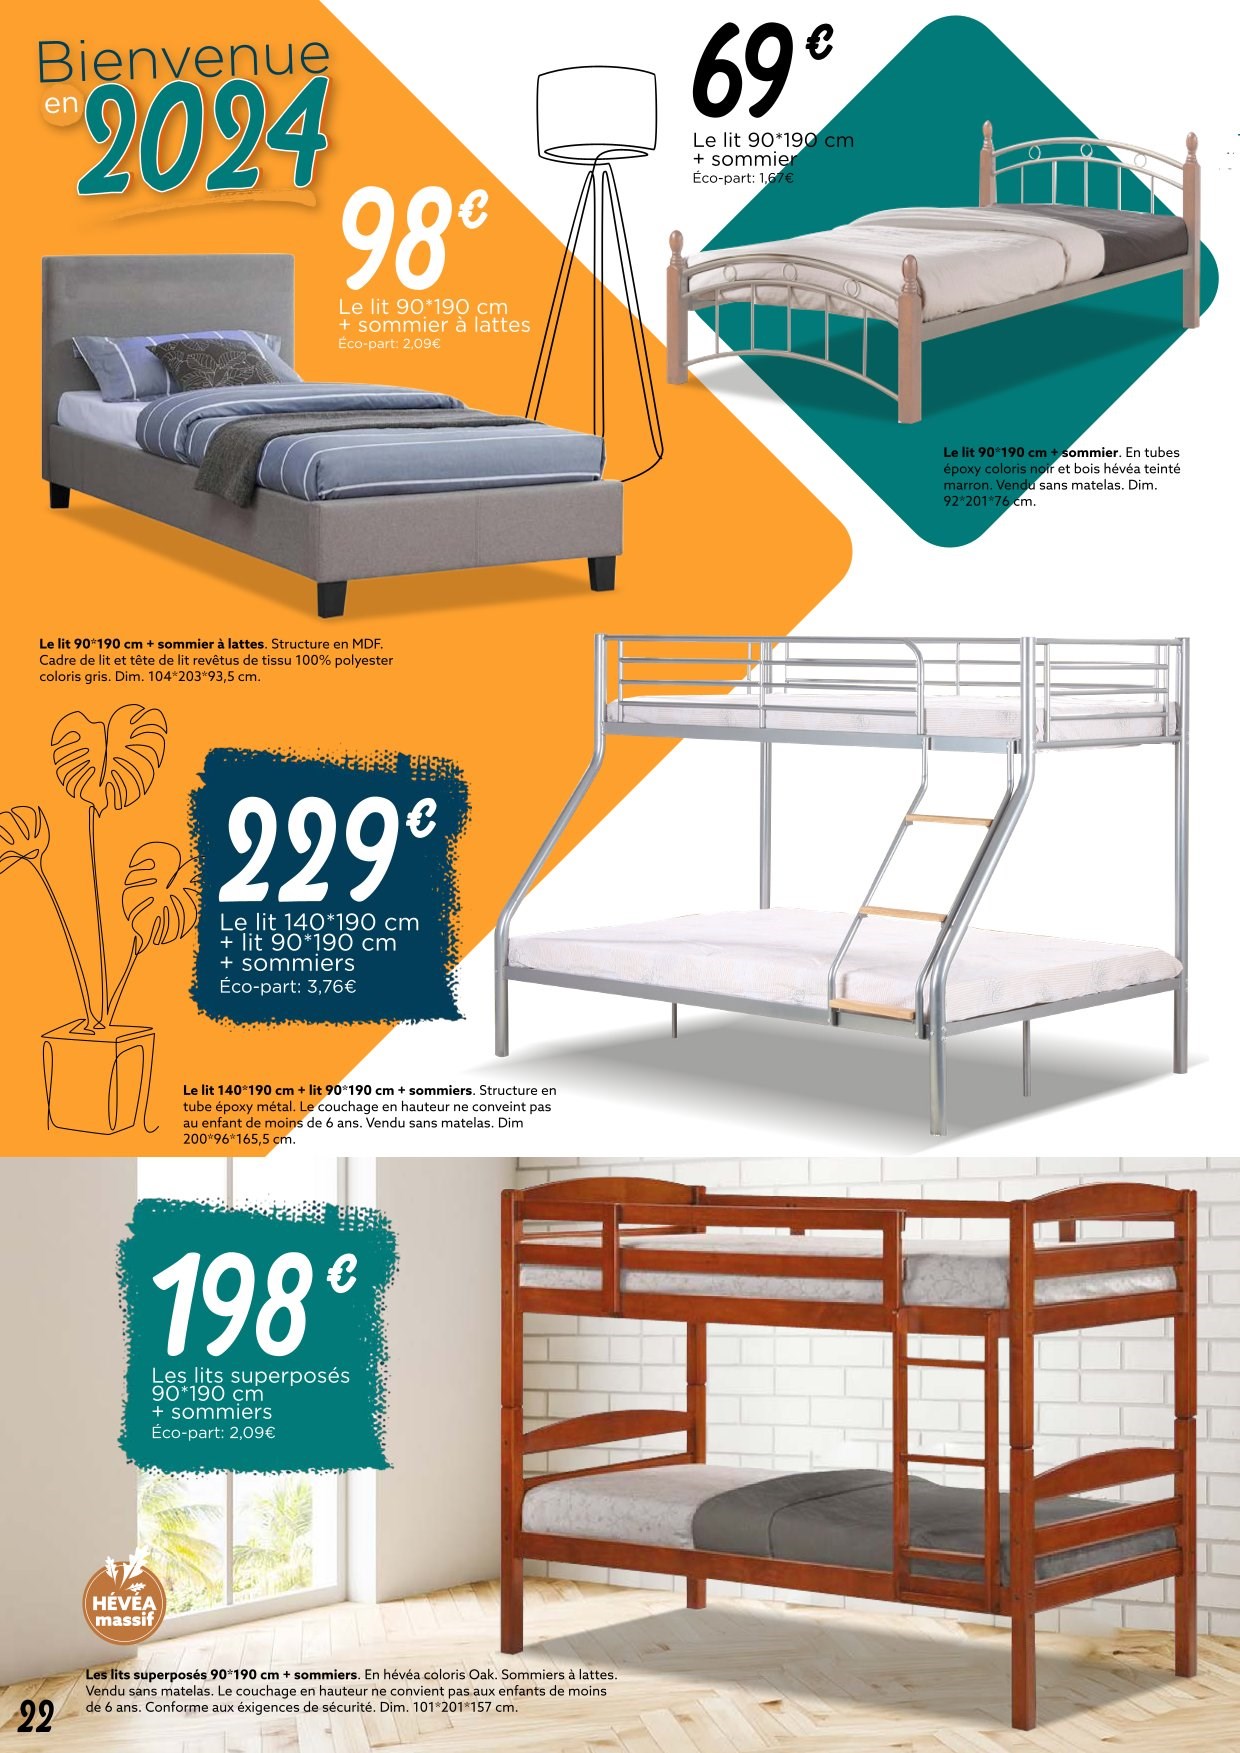 Bienvenue
en 2024
69€
Le lit 90*190 cm
+ sommier
Éco-part: 1,67€
98€
Le lit 90*190 cm
+ sommier à lattes
Éco-part: 2,09€
Le lit 90*190 cm + sommier. En tubes
époxy coloris noir et bois hévéa teinté
marron. Vendu sans matelas. Dim.
92*201*76 cm.
Le lit 90*190 cm + sommier à lattes. Structure en MDF.
Cadre de lit et tête de lit revêtus de tissu 100% polyester
coloris gris. Dim. 104*203*93,5 cm.
229€
Le lit 140*190 cm
+ lit 90*190 cm
+ sommiers
Éco-part: 3,76€
Le lit 140*190 cm + lit 90*190 cm + sommiers. Structure en
tube époxy métal. Le couchage en hauteur ne conveint pas
au enfant de moins de 6 ans. Vendu sans matelas. Dim
200*96*165,5 cm.
198€
Les lits superposés
90*190 cm
+ sommiers
Éco-part: 2,09€
HÉVÉA
massif
Les lits superposés 90*190 cm + sommiers. En hévéa coloris Oak. Sommiers à lattes.
Vendu sans matelas. Le couchage en hauteur ne convient pas aux enfants de moins
de 6 ans. Conforme aux éxigences de sécurité. Dim. 101*201*157 cm.
22